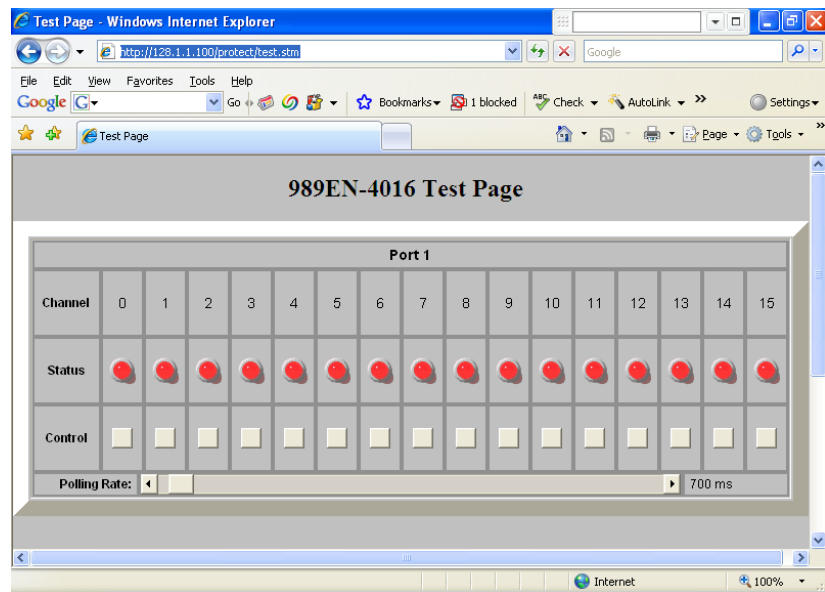 Test Page - Windows Internet Explorer
http://128.1.1.100/protect/test.stm
Google
File Edit View Favorites Tools Help
Google G Go Bookmarks 1 blocked ABC Check AutoLink » Settings
Test Page Page Tools »
989EN-4016 Test Page
Port 1
Channel 0 1 2 3 4 5 6 7 8 9 10 11 12 13 14 15
Status
Control
Polling Rate: 700 ms
Internet 100%